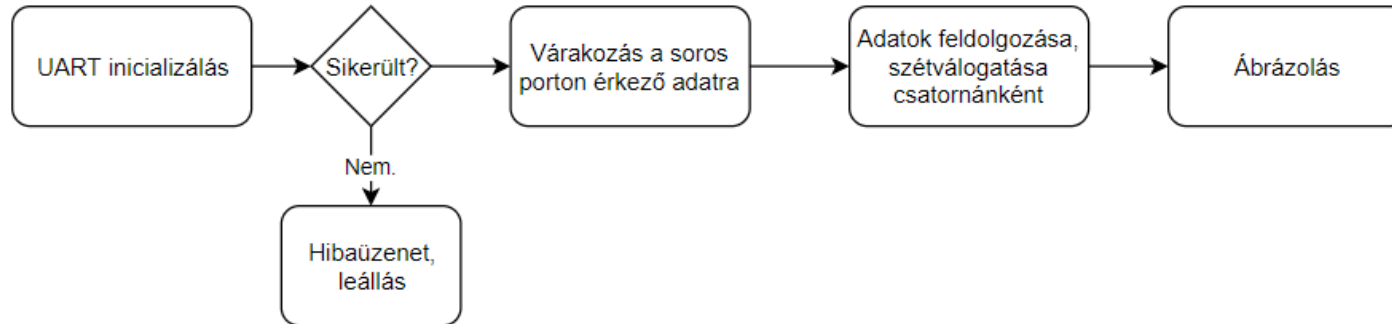 UART inicializálás
Sikerült?
Várakozás a soros
porton érkező adatra
Adatok feldolgozása,
szétválogatása
csatornánként
Ábrázolás
Nem.
Hibaüzenet,
leállás